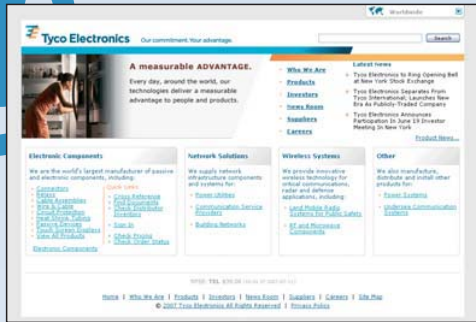 Worldwide
Tyco Electronics
Our commitment. Your advantage.
Search
A measurable ADVANTAGE.
Every day, around the world, our
technologies deliver a measurable
advantage to people and products.
Who We Are
Products
Investors
News Room
Suppliers
Careers
Latest News
Tyco Electronics to Ring Opening Bell
at New York Stock Exchange
Tyco Electronics Separates From
Tyco International, Launches New
Era As Publicly-Traded Company
Tyco Electronics Announces
Participation In June 19 Investor
Meeting In New York
Product News...
Electronic Components
We are the world's largest manufacturer of passive
and electronic components, including:
Connectors
Relays
Cable Assemblies
Wire & Cable
Circuit Protection
Heat Shrink Tubing
Passive Devices
Touch Screen Displays
View All Products
Electronic Components
Quick Links
Cross Reference
Find Documents
Check Distributor
Inventory
Sign In
Check Pricing
Check Order Status
Network Solutions
We supply network
infrastructure components
and systems for:
Power Utilities
Communication Service
Providers
Building Networks
Wireless Systems
We provide innovative
wireless technology for
critical communications,
radar and defense
applications, including:
Land Mobile Radio
Systems for Public Safety
RF and Microwave
Components
Other
We also manufacture,
distribute and install other
products for:
Power Systems
Undersea Communication
Systems
NYSE: TEL
Home | Who We Are | Products | Investors | News Room | Suppliers | Careers | Site Map
© 2007 Tyco Electronics All Rights Reserved | Privacy Policy